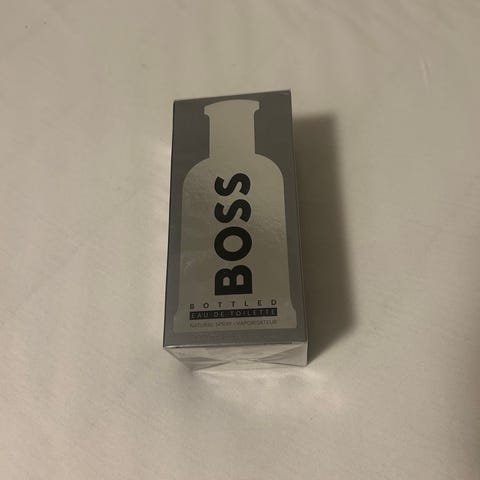 BOSS
BOTTLED
EAU DE TOILETTE
NATURAL SPRAY • VAPORISATEUR